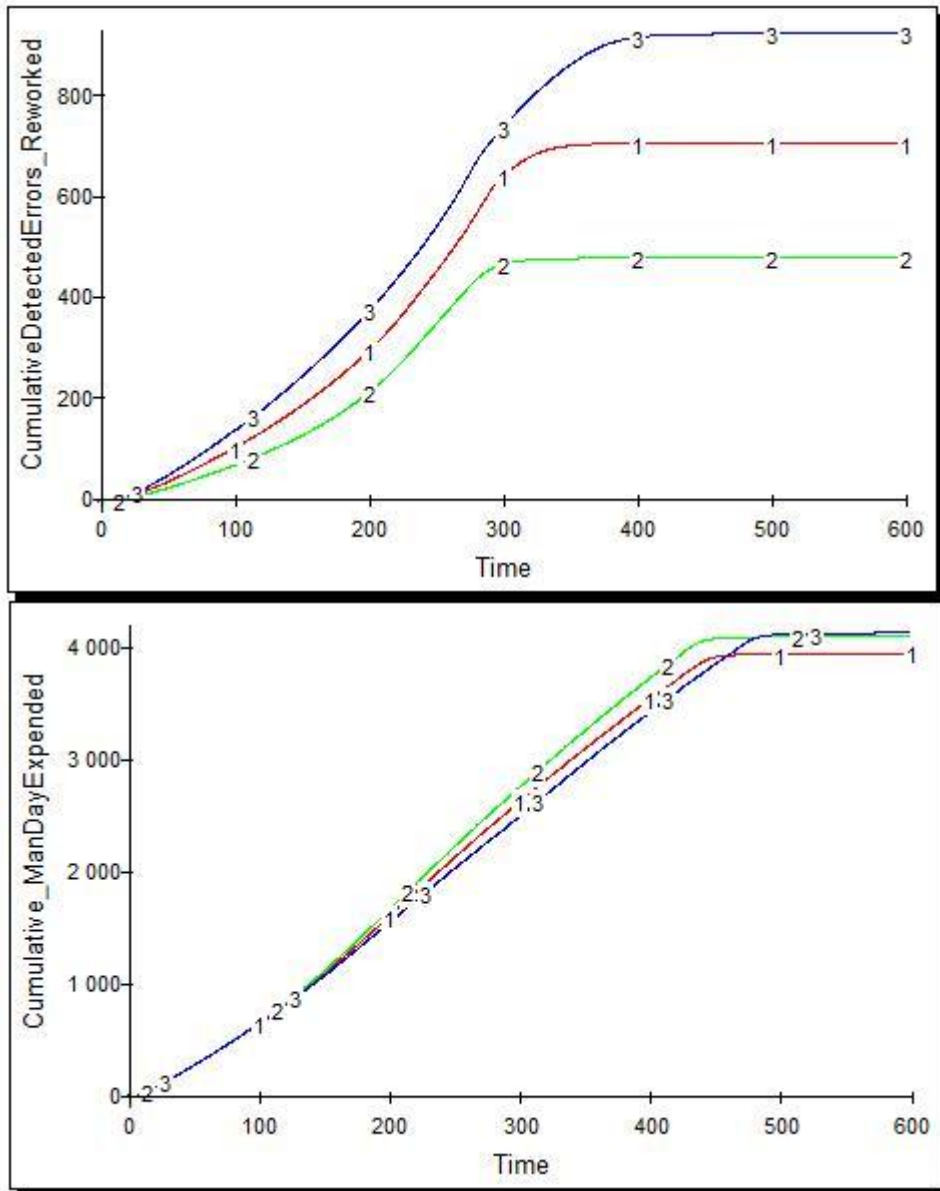 CumulativeDetectedErrors_Reworked
800
600
400
200
0
0 100 200 300 400 500 600
Time
3 3 3 3 3 3 3
1 1 1 1 1 1
2 2 2 2 2 2 2
Cumulative_ManDayExpended
4 000
3 000
2 000
1 000
0
0 100 200 300 400 500 600
Time
2 3 1 2 3 1 2 3 2 1 3 2 1 3 2 3 1 1